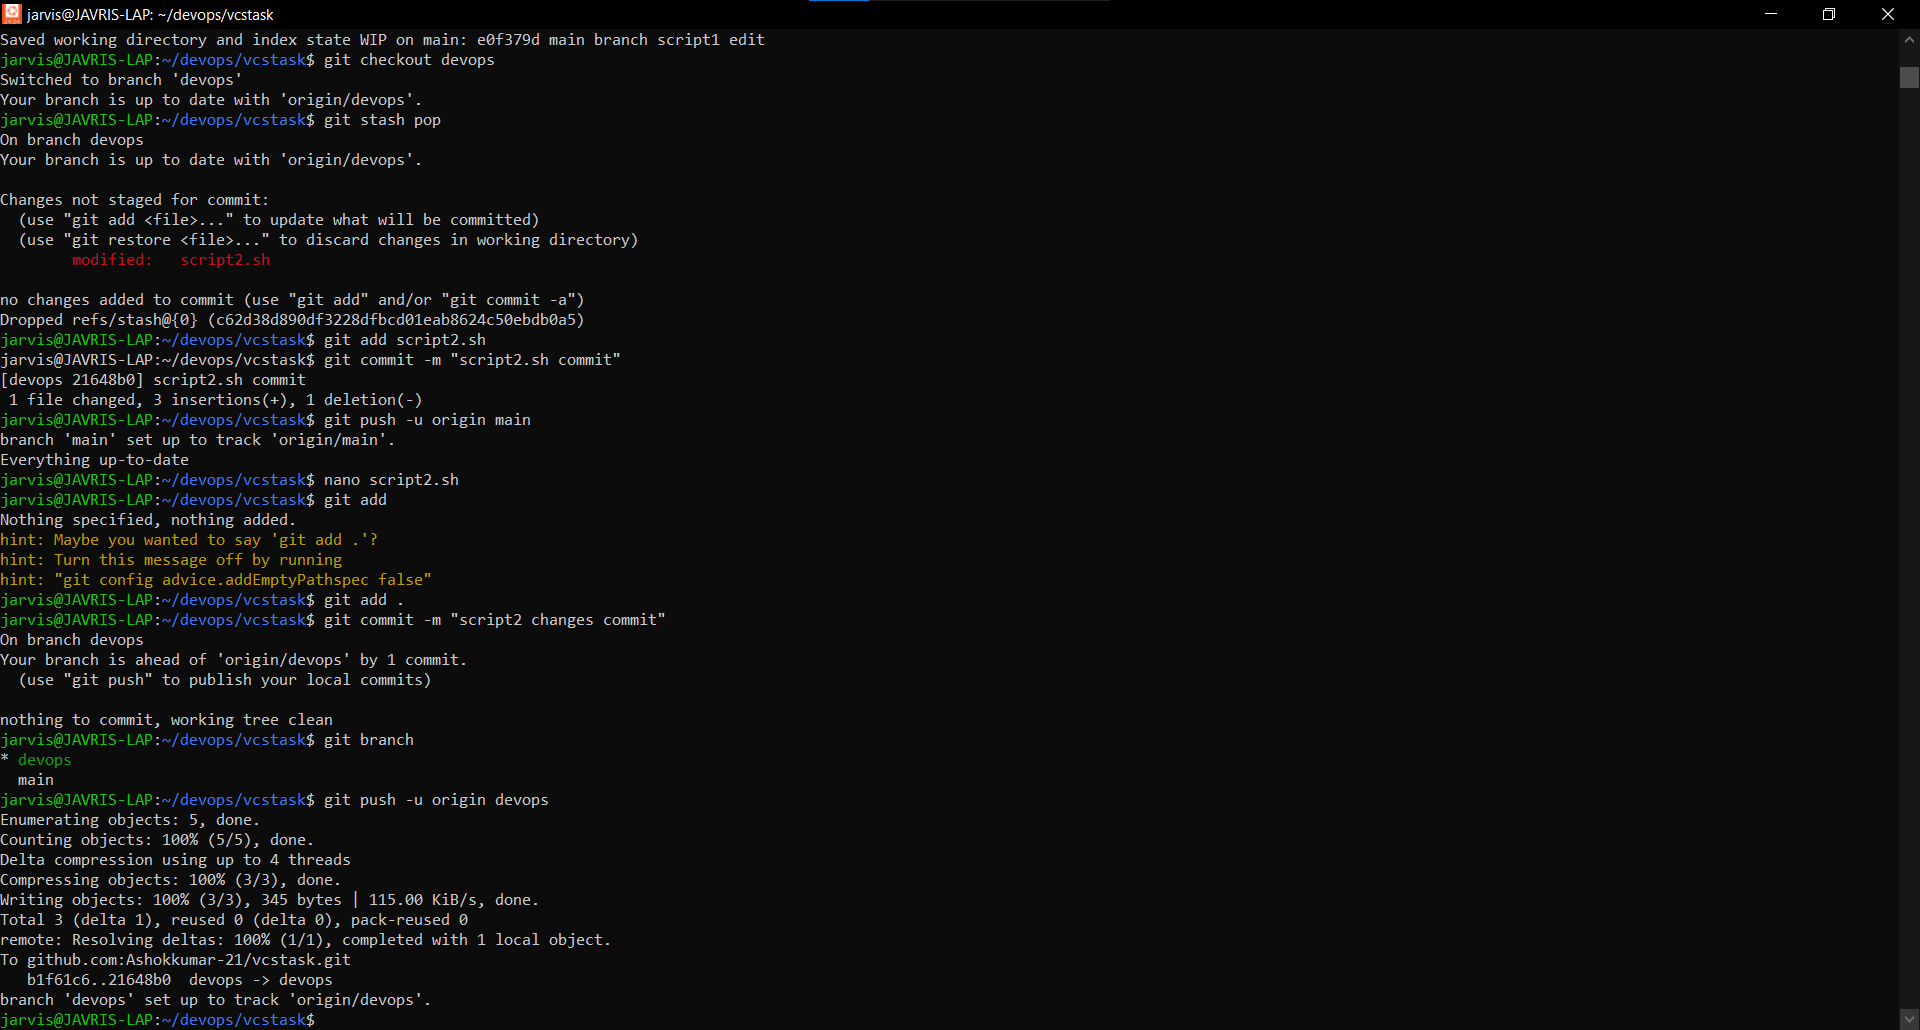 jarvis@JAVRIS-LAP: ~/devops/vcstask
Saved working directory and index state WIP on main: e0f379d main branch script1 edit
jarvis@JAVRIS-LAP:~/devops/vcstask$ git checkout devops
Switched to branch 'devops'
Your branch is up to date with 'origin/devops'.
jarvis@JAVRIS-LAP:~/devops/vcstask$ git stash pop
On branch devops
Your branch is up to date with 'origin/devops'.

Changes not staged for commit:
  (use "git add <file>..." to update what will be committed)
  (use "git restore <file>..." to discard changes in working directory)
        modified:   script2.sh

no changes added to commit (use "git add" and/or "git commit -a")
Dropped refs/stash@{0} (c62d38d890df3228dfbcd01eab8624c50ebdb0a5)
jarvis@JAVRIS-LAP:~/devops/vcstask$ git add script2.sh
jarvis@JAVRIS-LAP:~/devops/vcstask$ git commit -m "script2.sh commit"
[devops 21648b0] script2.sh commit
 1 file changed, 3 insertions(+), 1 deletion(-)
jarvis@JAVRIS-LAP:~/devops/vcstask$ git push -u origin main
branch 'main' set up to track 'origin/main'.
Everything up-to-date
jarvis@JAVRIS-LAP:~/devops/vcstask$ nano script2.sh
jarvis@JAVRIS-LAP:~/devops/vcstask$ git add
Nothing specified, nothing added.
hint: Maybe you wanted to say 'git add .'?
hint: Turn this message off by running
hint: "git config advice.addEmptyPathspec false"
jarvis@JAVRIS-LAP:~/devops/vcstask$ git add .
jarvis@JAVRIS-LAP:~/devops/vcstask$ git commit -m "script2 changes commit"
On branch devops
Your branch is ahead of 'origin/devops' by 1 commit.
  (use "git push" to publish your local commits)

nothing to commit, working tree clean
jarvis@JAVRIS-LAP:~/devops/vcstask$ git branch
* devops
  main
jarvis@JAVRIS-LAP:~/devops/vcstask$ git push -u origin devops
Enumerating objects: 5, done.
Counting objects: 100% (5/5), done.
Delta compression using up to 4 threads
Compressing objects: 100% (3/3), done.
Writing objects: 100% (3/3), 345 bytes | 115.00 KiB/s, done.
Total 3 (delta 1), reused 0 (delta 0), pack-reused 0
remote: Resolving deltas: 100% (1/1), completed with 1 local object.
To github.com:Ashokkumar-21/vcstask.git
   b1f61c6..21648b0  devops -> devops
branch 'devops' set up to track 'origin/devops'.
jarvis@JAVRIS-LAP:~/devops/vcstask$